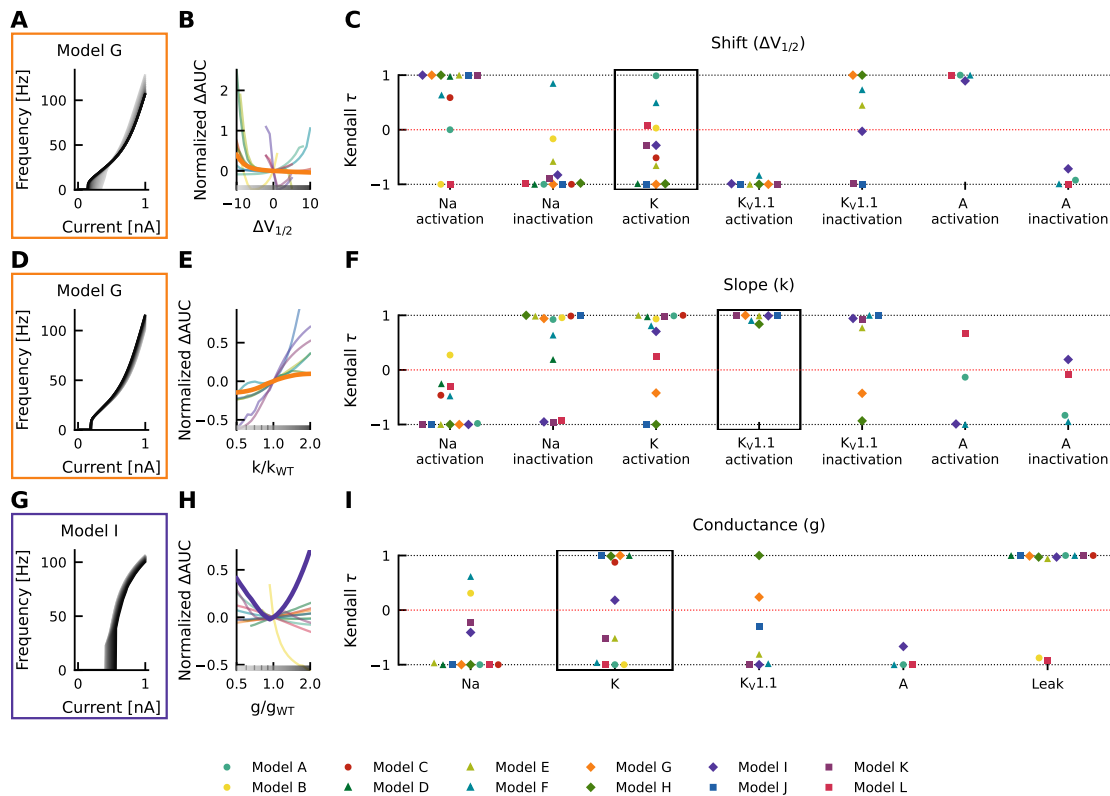 A
Model G
Frequency [Hz]
100
50
0
0
1
Current [nA]
B
Normalized ΔAUC
2
1
0
−10
0
10
ΔV1/2
C
Shift (ΔV1/2)
Kendall τ
1
0
−1
Na activation
Na inactivation
K activation
KV1.1 activation
KV1.1 inactivation
A activation
A inactivation
D
Model G
Frequency [Hz]
100
50
0
0
1
Current [nA]
E
Normalized ΔAUC
0.5
0.0
−0.5
0.5
1.0
2.0
k/kWT
F
Slope (k)
Kendall τ
1
0
−1
Na activation
Na inactivation
K activation
KV1.1 activation
KV1.1 inactivation
A activation
A inactivation
G
Model I
Frequency [Hz]
100
50
0
0
1
Current [nA]
H
Normalized ΔAUC
0.5
0.0
−0.5
0.5
1.0
2.0
g/gWT
I
Conductance (g)
Kendall τ
1
0
−1
Na
K
KV1.1
A
Leak
Model A
Model C
Model E
Model G
Model I
Model K
Model B
Model D
Model F
Model H
Model J
Model L